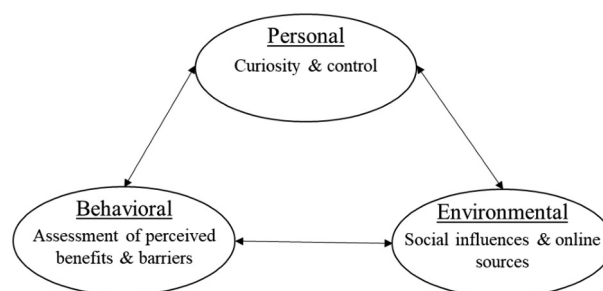 Personal
Curiosity & control
Behavioral
Assessment of perceived
benefits & barriers
Environmental
Social influences & online
sources